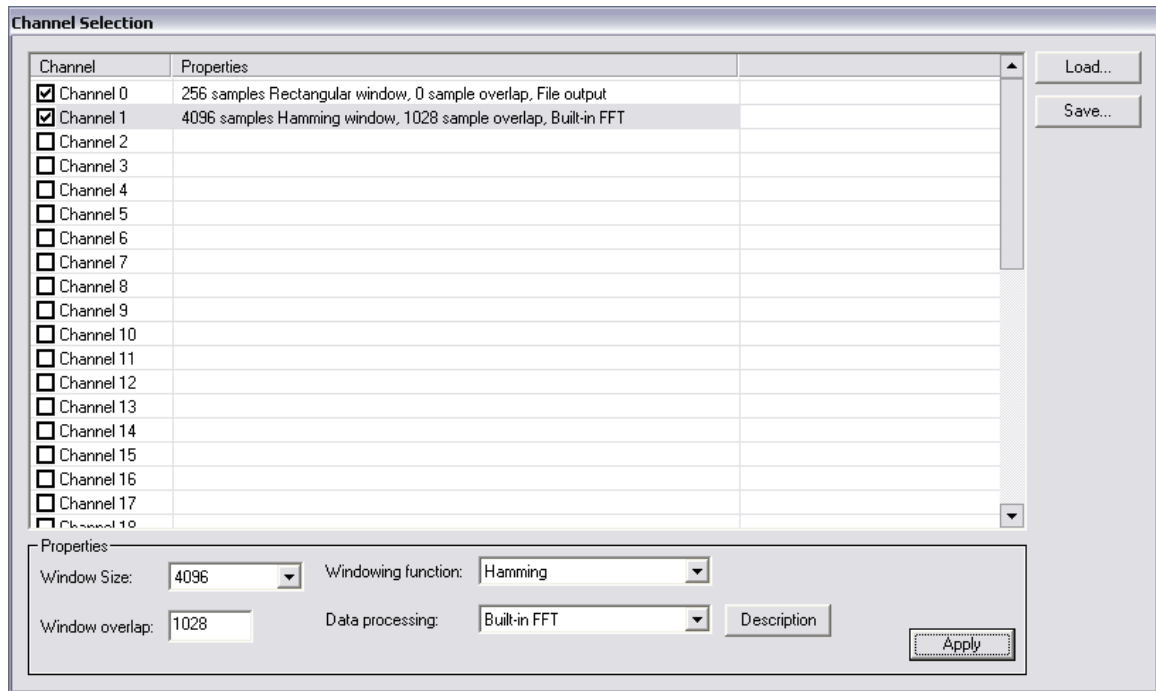 Channel Selection
Channel Properties
Load...
Channel 0 256 samples Rectangular window, 0 sample overlap, File output
Channel 1 4096 samples Hamming window, 1028 sample overlap, Built-in FFT
Save...
Channel 2
Channel 3
Channel 4
Channel 5
Channel 6
Channel 7
Channel 8
Channel 9
Channel 10
Channel 11
Channel 12
Channel 13
Channel 14
Channel 15
Channel 16
Channel 17
Channel 18
Properties
Window Size: 4096 Windowing function: Hamming
Window overlap: 1028 Data processing: Built-in FFT Description
Apply